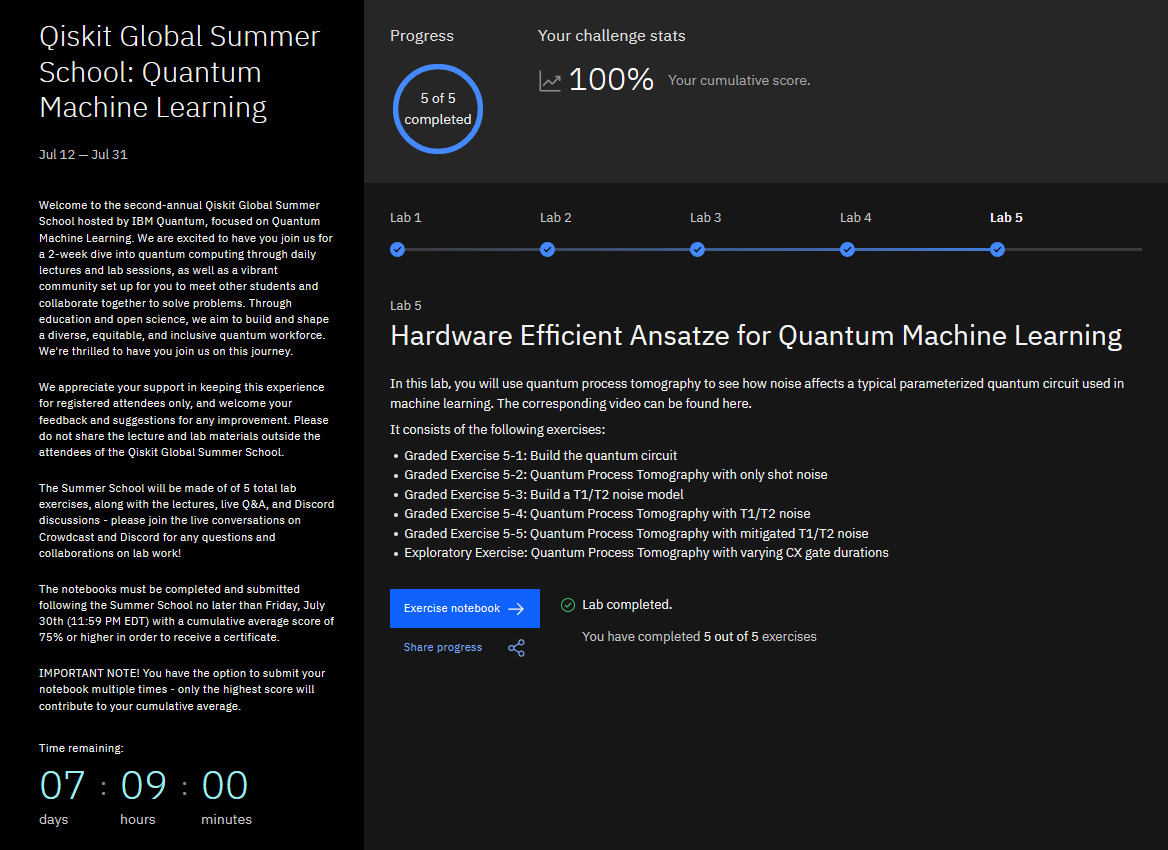 Qiskit Global Summer
School: Quantum
Machine Learning
Jul 12 — Jul 31
Welcome to the second-annual Qiskit Global Summer
School hosted by IBM Quantum, focused on Quantum
Machine Learning. We are excited to have you join us for
a 2-week dive into quantum computing through daily
lectures and lab sessions, as well as a vibrant
community set up for you to meet other students and
collaborate together to solve problems. Through
education and open science, we aim to build and shape
a diverse, equitable, and inclusive quantum workforce.
We're thrilled to have you join us on this journey.
We appreciate your support in keeping this experience
for registered attendees only, and welcome your
feedback and suggestions for any improvement. Please
do not share the lecture and lab materials outside the
attendees of the Qiskit Global Summer School.
The Summer School will be made of of 5 total lab
exercises, along with the lectures, live Q&A, and Discord
discussions - please join the live conversations on
Crowdcast and Discord for any questions and
collaborations on lab work!
The notebooks must be completed and submitted
following the Summer School no later than Friday, July
30th (11:59 PM EDT) with a cumulative average score of
75% or higher in order to receive a certificate.
IMPORTANT NOTE! You have the option to submit your
notebook multiple times - only the highest score will
contribute to your cumulative average.
Time remaining:
07 : 09 : 00
days hours minutes
Progress
5 of 5
completed
Your challenge stats
100% Your cumulative score.
Lab 1 Lab 2 Lab 3 Lab 4 Lab 5
Lab 5
Hardware Efficient Ansatze for Quantum Machine Learning
In this lab, you will use quantum process tomography to see how noise affects a typical parameterized quantum circuit used in
machine learning. The corresponding video can be found here.
It consists of the following exercises:
• Graded Exercise 5-1: Build the quantum circuit
• Graded Exercise 5-2: Quantum Process Tomography with only shot noise
• Graded Exercise 5-3: Build a T1/T2 noise model
• Graded Exercise 5-4: Quantum Process Tomography with T1/T2 noise
• Graded Exercise 5-5: Quantum Process Tomography with mitigated T1/T2 noise
• Exploratory Exercise: Quantum Process Tomography with varying CX gate durations
Exercise notebook
Share progress
Lab completed.
You have completed 5 out of 5 exercises